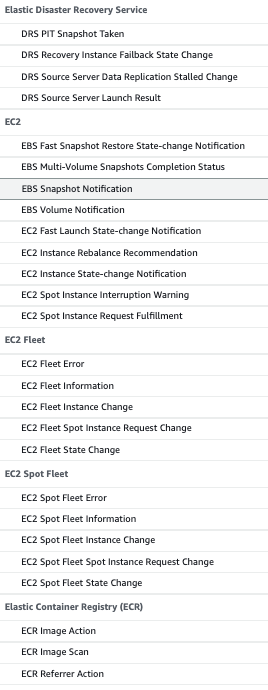 Elastic Disaster Recovery Service
DRS PIT Snapshot Taken
DRS Recovery Instance Failback State Change
DRS Source Server Data Replication Stalled Change
DRS Source Server Launch Result
EC2
EBS Fast Snapshot Restore State-change Notification
EBS Multi-Volume Snapshots Completion Status
EBS Snapshot Notification
EBS Volume Notification
EC2 Fast Launch State-change Notification
EC2 Instance Rebalance Recommendation
EC2 Instance State-change Notification
EC2 Spot Instance Interruption Warning
EC2 Spot Instance Request Fulfillment
EC2 Fleet
EC2 Fleet Error
EC2 Fleet Information
EC2 Fleet Instance Change
EC2 Fleet Spot Instance Request Change
EC2 Fleet State Change
EC2 Spot Fleet
EC2 Spot Fleet Error
EC2 Spot Fleet Information
EC2 Spot Fleet Instance Change
EC2 Spot Fleet Spot Instance Request Change
EC2 Spot Fleet State Change
Elastic Container Registry (ECR)
ECR Image Action
ECR Image Scan
ECR Referrer Action